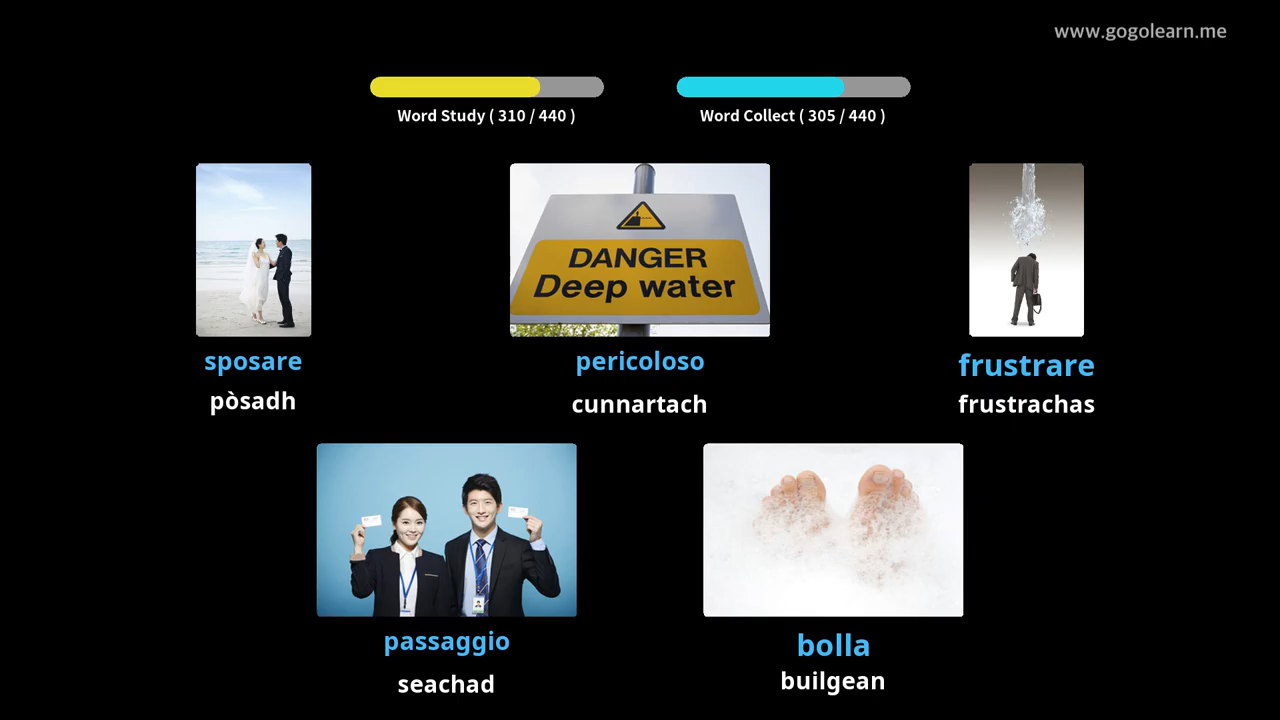 www.gogolearn.me
Word Study ( 310 / 440 )
Word Collect ( 305 / 440 )
DANGER
Deep water
sposare
pòsadh
pericoloso
cunnartach
frustrare
frustrachas
passaggio
seachad
bolla
builgean